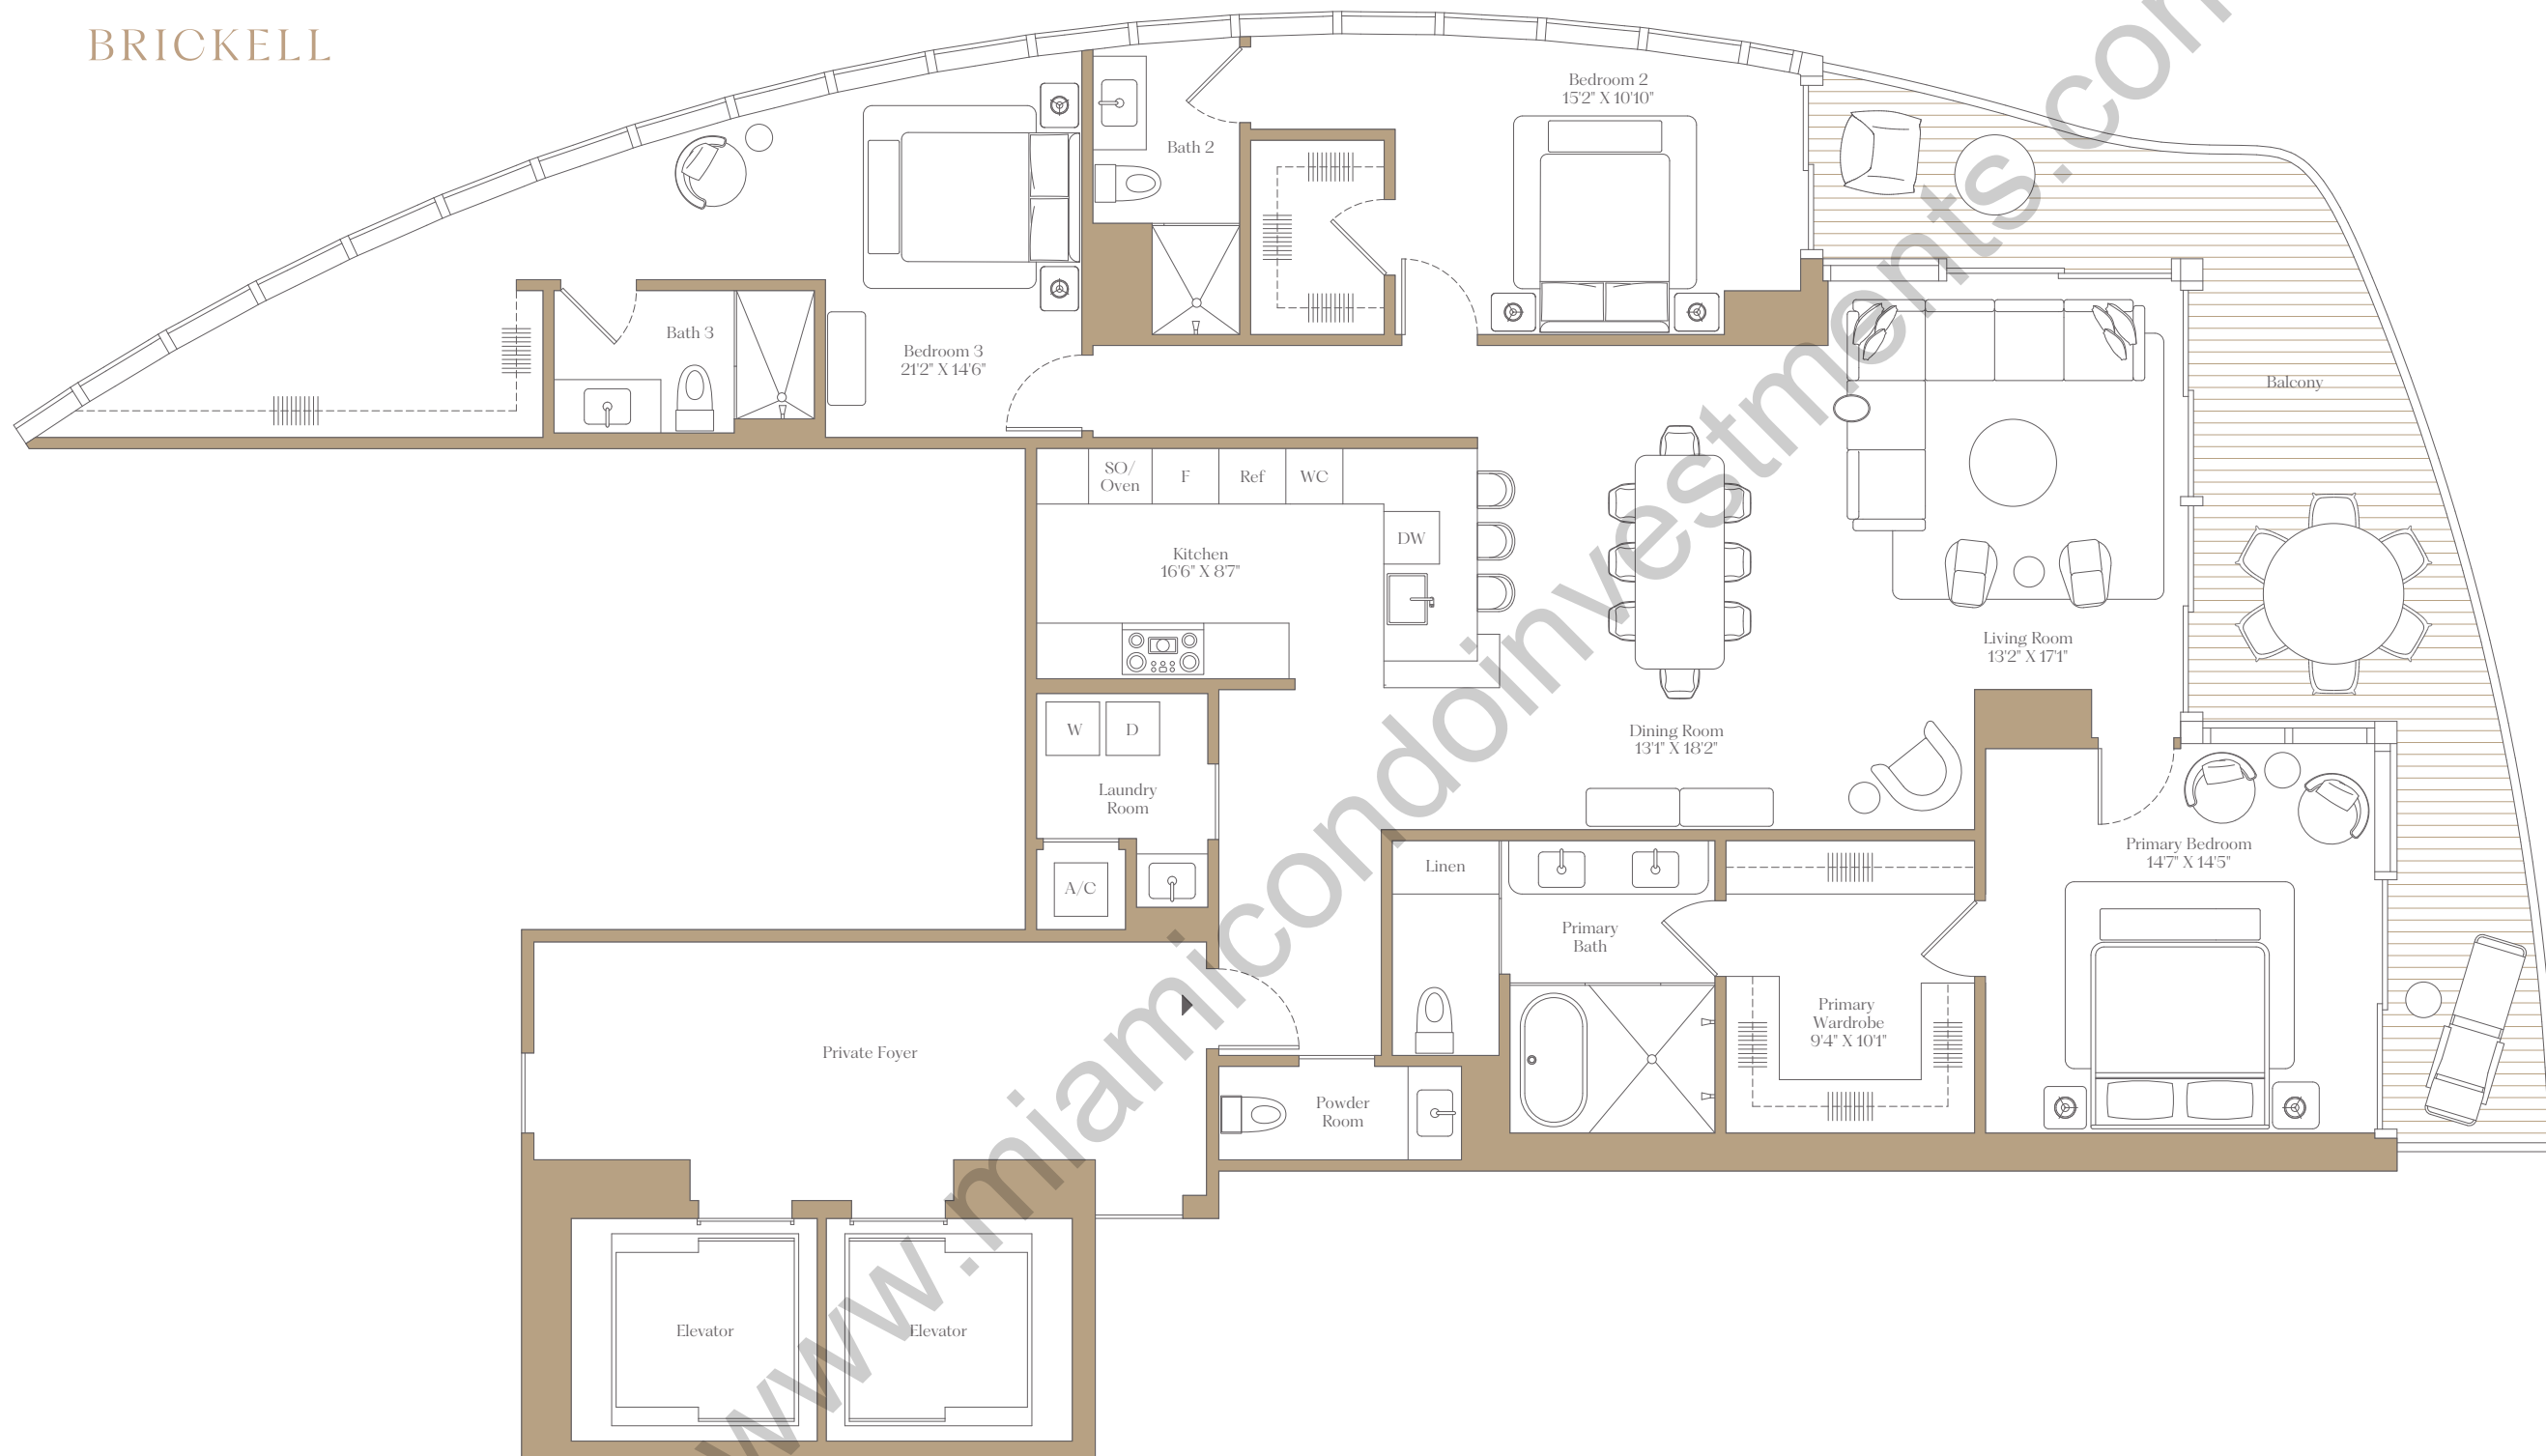 BRICKELL
Bedroom 2
15'2" X 10'10"
Bath 2
Bath 3
Bedroom 3
21'2" X 14'6"
Balcony
SO/
Oven
F
Ref
WC
DW
Kitchen
16'6" X 8'7"
Living Room
13'2" X 17'1"
W
D
Dining Room
13'1" X 18'2"
Laundry
Room
A/C
Linen
Primary Bedroom
14'7" X 14'5"
Primary
Bath
Primary
Wardrobe
9'4" X 10'1"
Private Foyer
Powder
Room
Elevator
Elevator
www.miamicondoinvestments.com